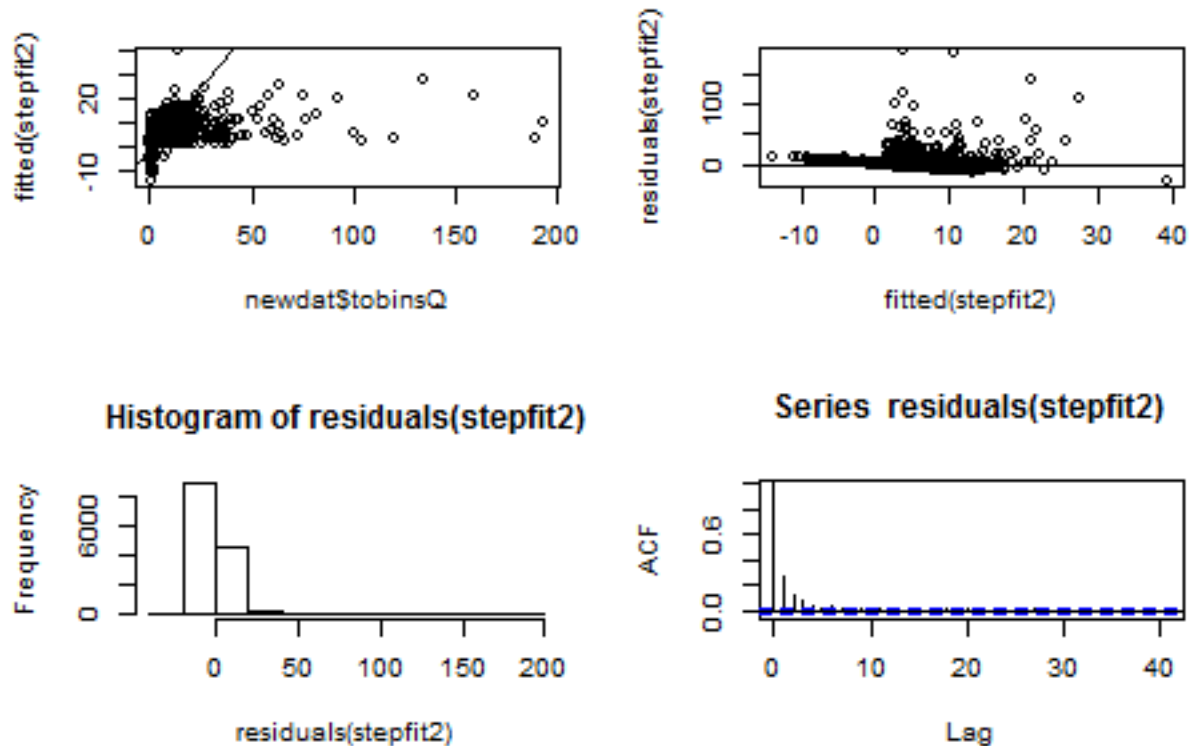 fitted(stepfit2)
20
-10
0 50 100 150 200
newdat$tobinsQ
residuals(stepfit2)
100
0
-10 0 10 20 30 40
fitted(stepfit2)
Histogram of residuals(stepfit2)
Frequency
6000
0
0 50 100 150 200
residuals(stepfit2)
Series residuals(stepfit2)
ACF
0.6
0.0
0 10 20 30 40
Lag